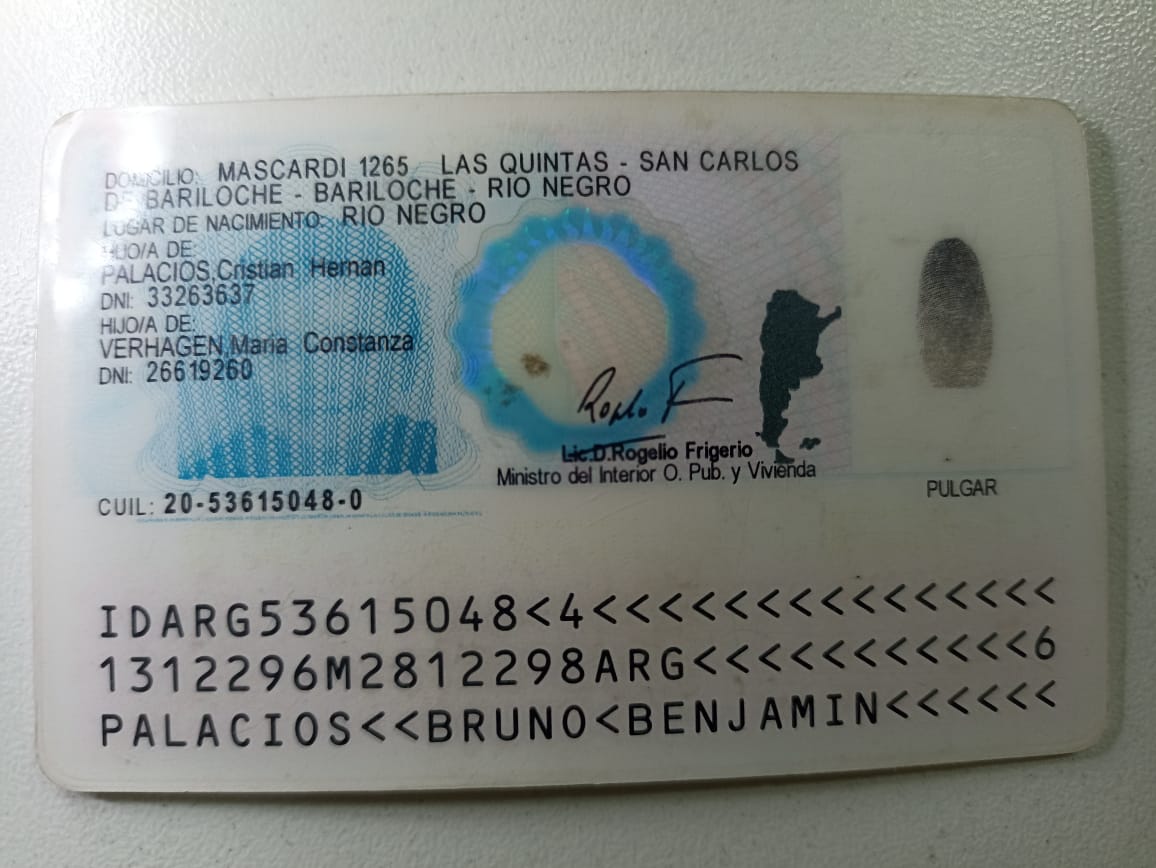 DOMICILIO: MASCARDI 1265 LAS QUINTAS - SAN CARLOS
DE BARILOCHE - BARILOCHE - RIO NEGRO
LUGAR DE NACIMIENTO: RIO NEGRO
HIJO/A DE:
PALACIOS,Cristian Hernan
DNI: 33263637
HIJO/A DE:
VERHAGEN,Maria Constanza
DNI: 26619260
Lic.D.Rogelio Frigerio
Ministro del Interior O. Pub. y Vivienda
PULGAR
CUIL: 20-53615048-0
IDARG53615048<4<<<<<<<<<<<<<<<
1312296M2812298ARG<<<<<<<<<<<6
PALACIOS<<BRUNO<BENJAMIN<<<<<<